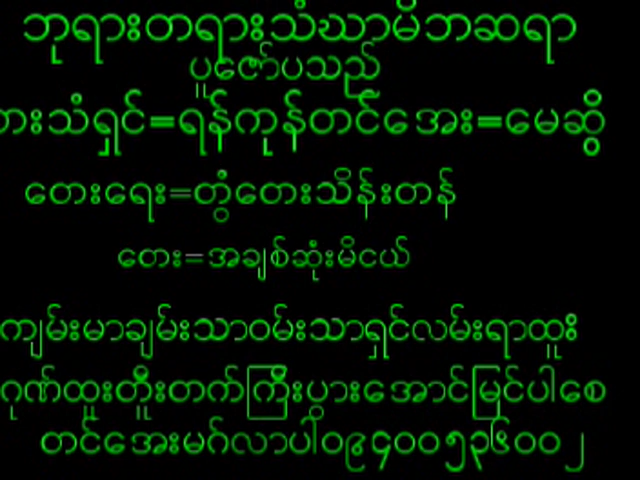 ဘုရားတရားသံဃာမိဘဆရာ
ပူဇော်ပသည်
တားသံရှင်=ရန်ကုန်တင်အေး=မေဆွိ
တေးရေး=တွံတေးသိန်းတန်
တေး=အချစ်ဆုံးမိငယ်
ကျမ်းမာချမ်းသာဝမ်းသာရှင်လမ်းရာထူး
ဂုဏ်ထူးတိူးတက်ကြီးပွားအောင်မြင်ပါစေ
တင်အေးမင်္ဂလာပါ၀၉၄၀၀၅၃၆၀၀၂